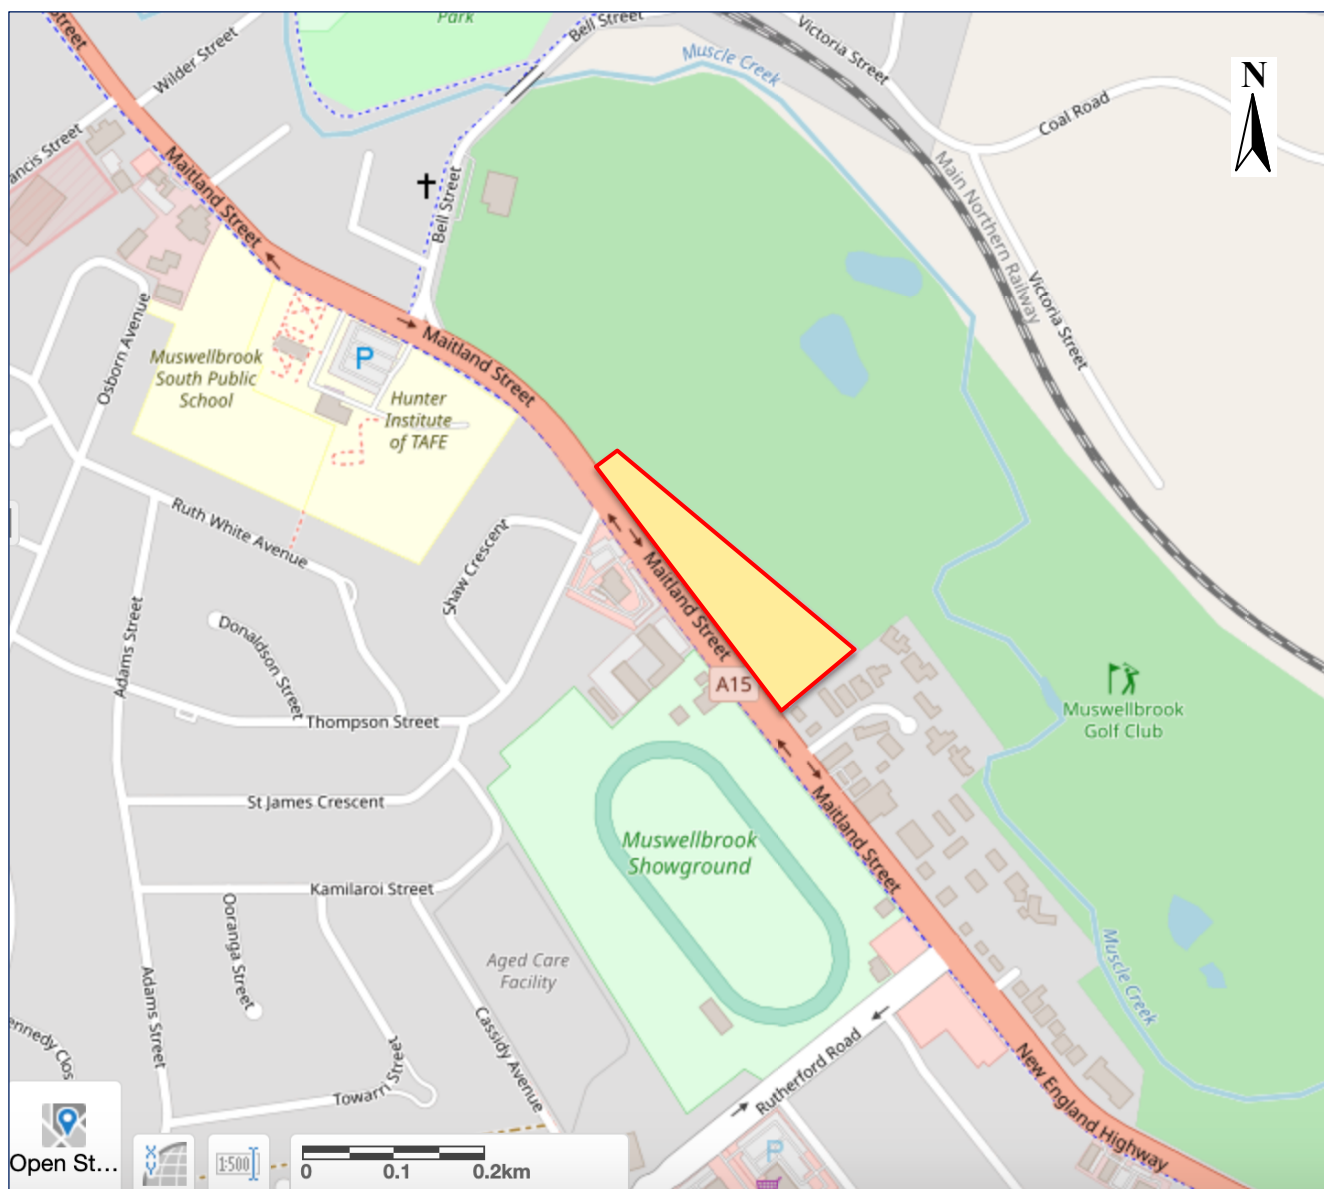 Park
Bell Street
Street
Wilder Street
Muscle Creek
Victoria Street
N
Coal Road
ancis Street
Maitland Street
Bell Street
Main Northern Railway
Victoria Street
Osborn Avenue
Maitland Street
Muswellbrook
South Public
School
P
Hunter
Institute
of TAFE
Ruth White Avenue
Shaw Crescent
Maitland Street
Adams Street
Donaldson Street
A15
Thompson Street
Muswellbrook
Golf Club
St James Crescent
Maitland Street
Muswellbrook
Showground
Kamilaroi Street
Ooranga Street
Aged Care
Facility
Muscle Creek
Adams Street
Cassidy Avenue
ennedy Clos
Rutherford Road
Towarri Street
New England Highway
Open St...
X
Y
1:500
0
0.1
0.2km
P